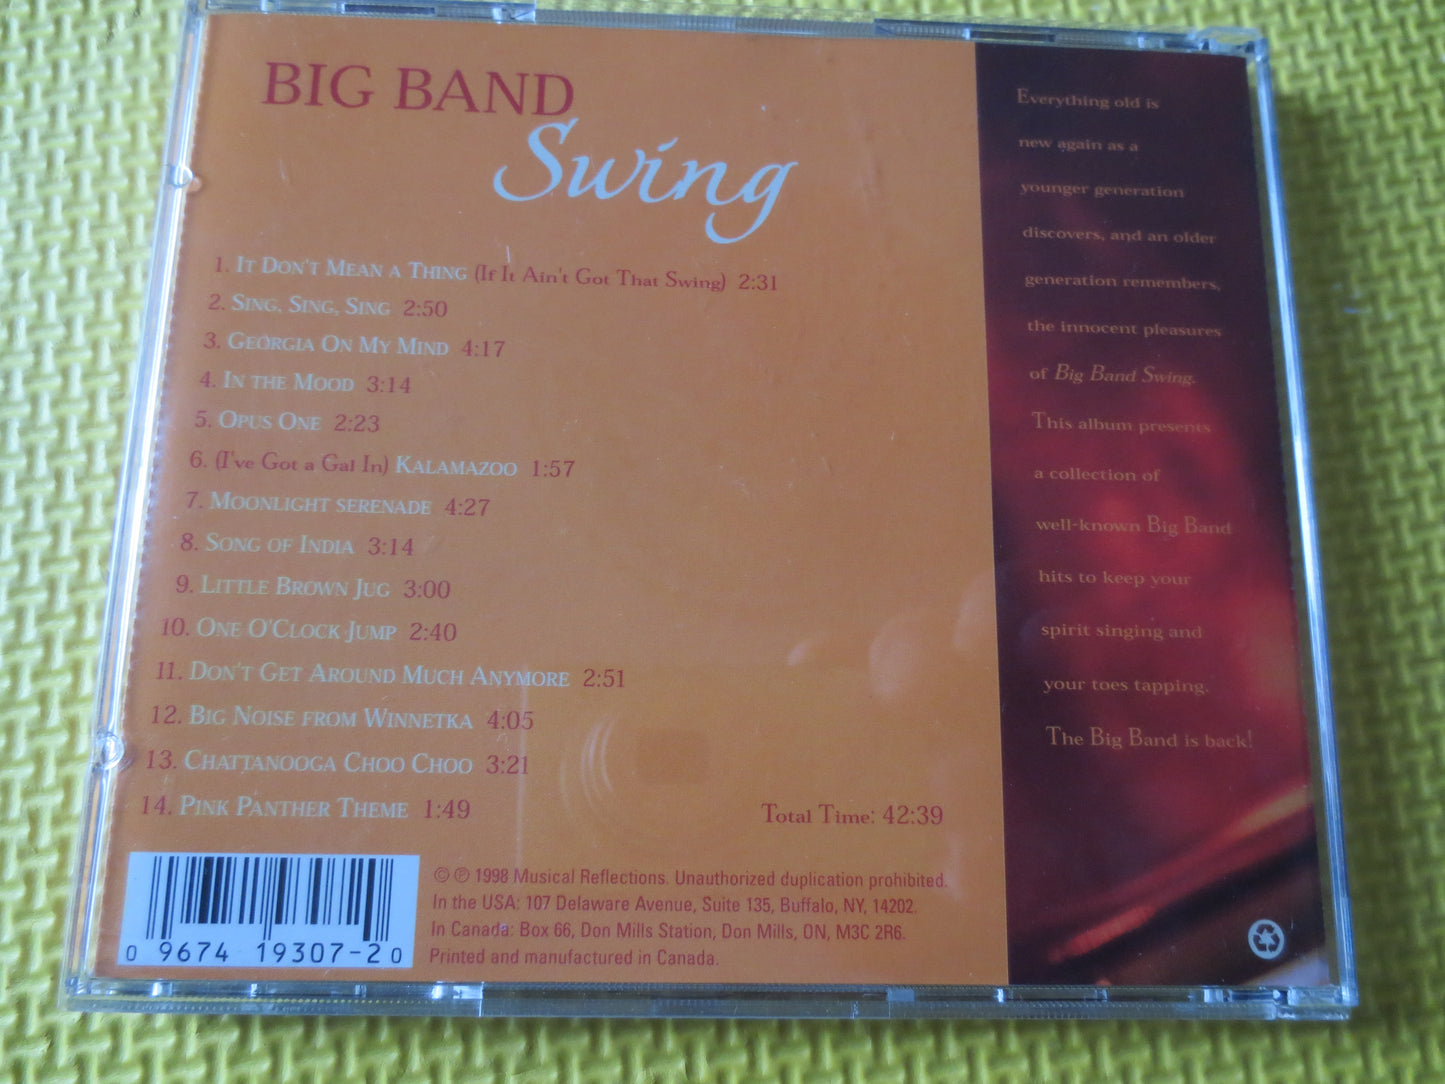 BIG BAND
Swing
1. IT DON'T MEAN A THING (If It Ain't Got That Swing) 2:31
2. SING, SING, SING 2:50
3. GEORGIA ON MY MIND 4:17
4. IN THE MOOD 3:14
5. OPUS ONE 2:23
6. (I've Got a Gal In) KALAMAZOO 1:57
7. MOONLIGHT SERENADE 4:27
8. SONG OF INDIA 3:14
9. LITTLE BROWN JUG 3:00
10. ONE O'CLOCK JUMP 2:40
11. DON'T GET AROUND MUCH ANYMORE 2:51
12. BIG NOISE FROM WINNETKA 4:05
13. CHATTANOOGA CHOO CHOO 3:21
14. PINK PANTHER THEME 1:49
Total Time: 42:39
© ℗ 1998 Musical Reflections. Unauthorized duplication prohibited.
In the USA: 107 Delaware Avenue, Suite 135, Buffalo, NY, 14202.
In Canada: Box 66, Don Mills Station, Don Mills, ON, M3C 2R6.
Printed and manufactured in Canada.
0 9674 19307-2 0
Everything old is
new again as a
younger generation
discovers, and an older
generation remembers,
the innocent pleasures
of Big Band Swing.
This album presents
a collection of
well-known Big Band
hits to keep your
spirit singing and
your toes tapping.
The Big Band is back!